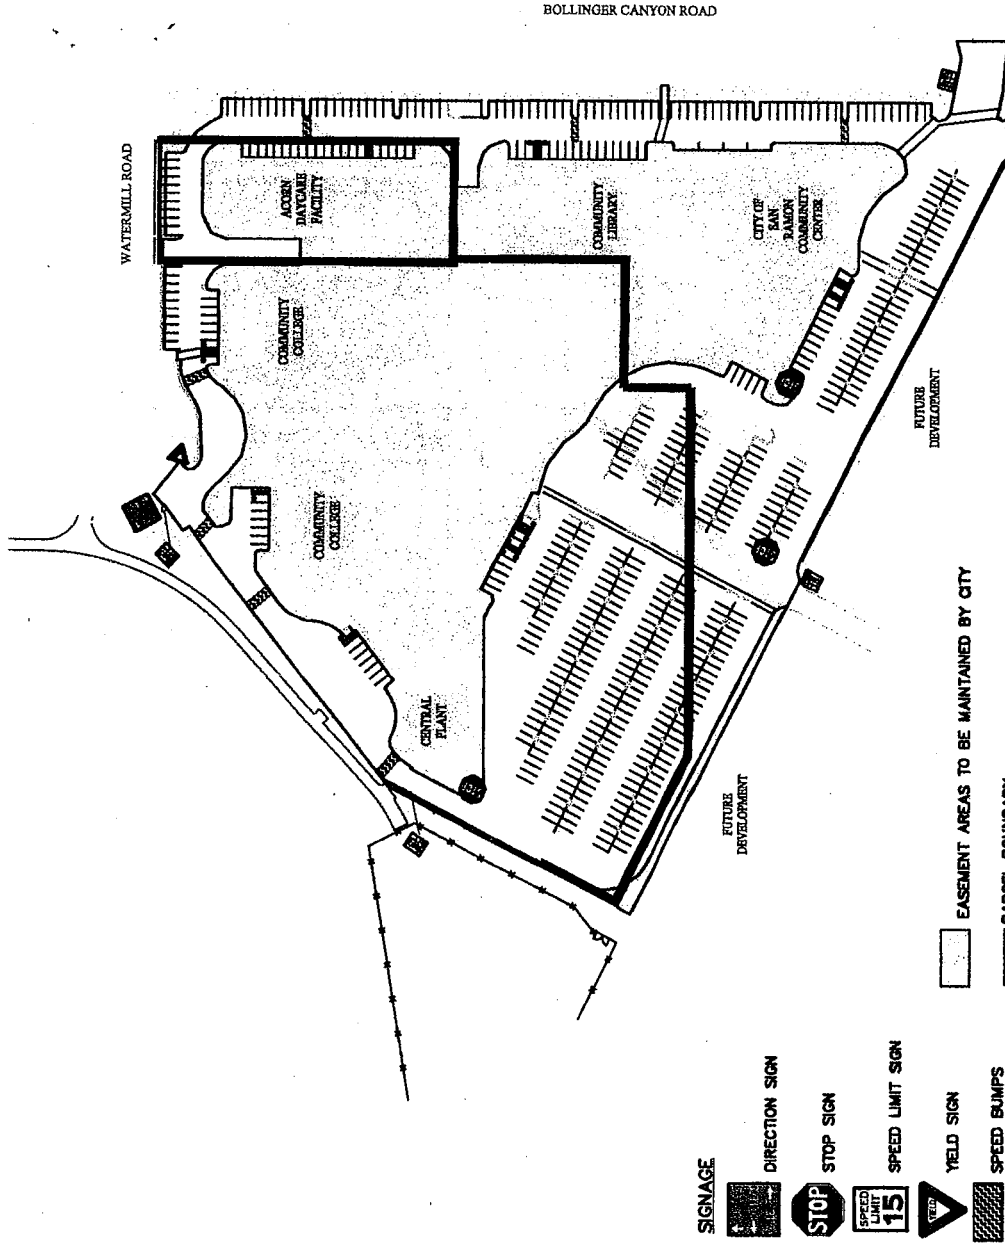 BOLLINGER CANYON ROAD
WATERMILL ROAD
ACORN
DAYCARE
FACILITY
COMMUNITY
LIBRARY
CITY OF
SAN
RAMON
COMMUNITY
CENTER
COMMUNITY
COLLEGE
COMMUNITY
COLLEGE
CENTRAL
PLANT
FUTURE
DEVELOPMENT
FUTURE
DEVELOPMENT
EASEMENT AREAS TO BE MAINTAINED BY CITY
SIGNAGE
DIRECTION SIGN
STOP
STOP SIGN
SPEED
LIMIT
15
SPEED LIMIT SIGN
YIELD
YIELD SIGN
SPEED BUMPS